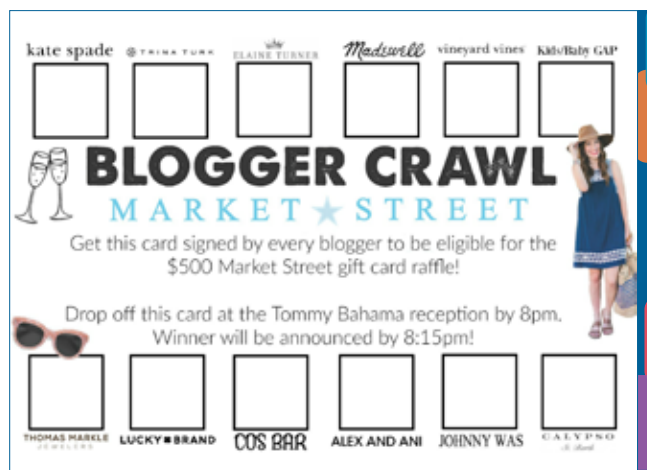 kate spade TRINA TURK ELAINE TURNER Madewell vineyard vines Kids/Baby GAP
BLOGGER CRAWL
MARKET STREET
Get this card signed by every blogger to be eligible for the
$500 Market Street gift card raffle!
Drop off this card at the Tommy Bahama reception by 8pm.
Winner will be announced by 8:15pm!
THOMAS MARKLE LUCKY BRAND COS BAR ALEX AND ANI JOHNNY WAS CALYPSO
JEWELERS St. Barth